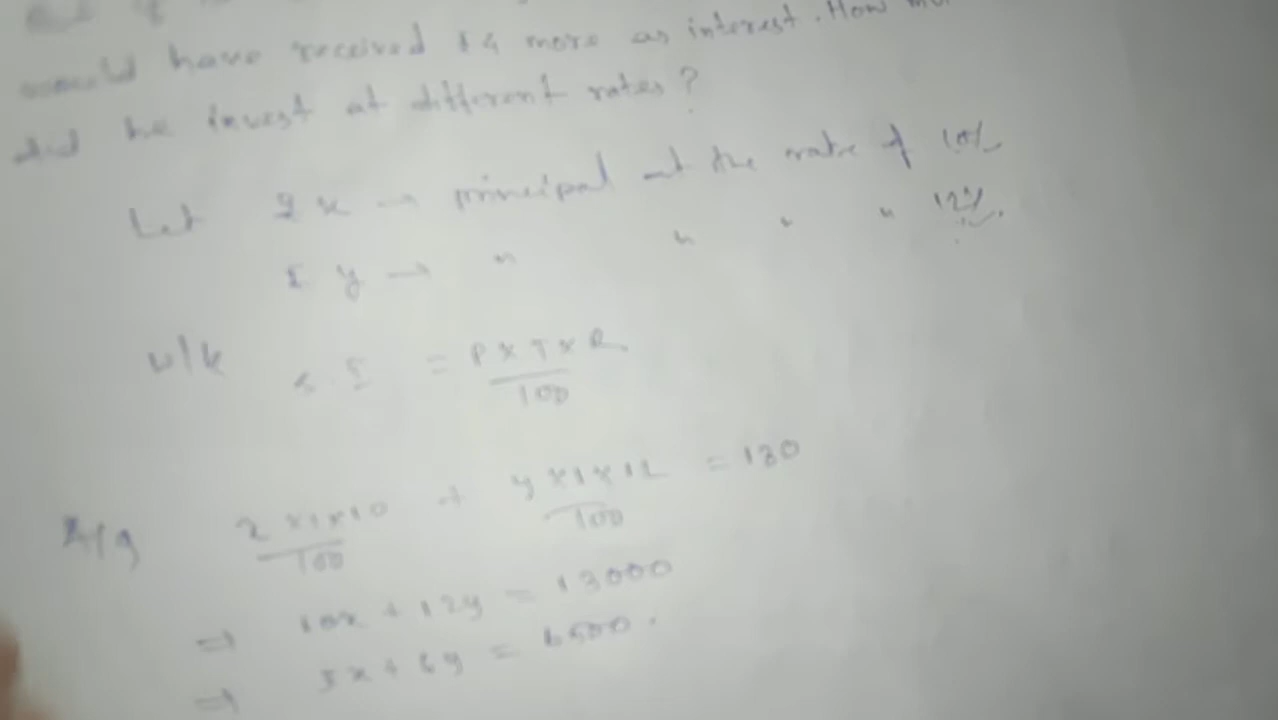 would have received ₹ 4 more as interest. How
did he invest at different rates?
Let ₹ x → principal at the rate of 10%
₹ y → " " " " 12%
w/k S.I = P × T × R / 100
A/q x × 1 × 10 / 100 + y × 1 × 12 / 100 = 130
⇒ 10x + 12y = 13000
⇒ 5x + 6y = 6500.